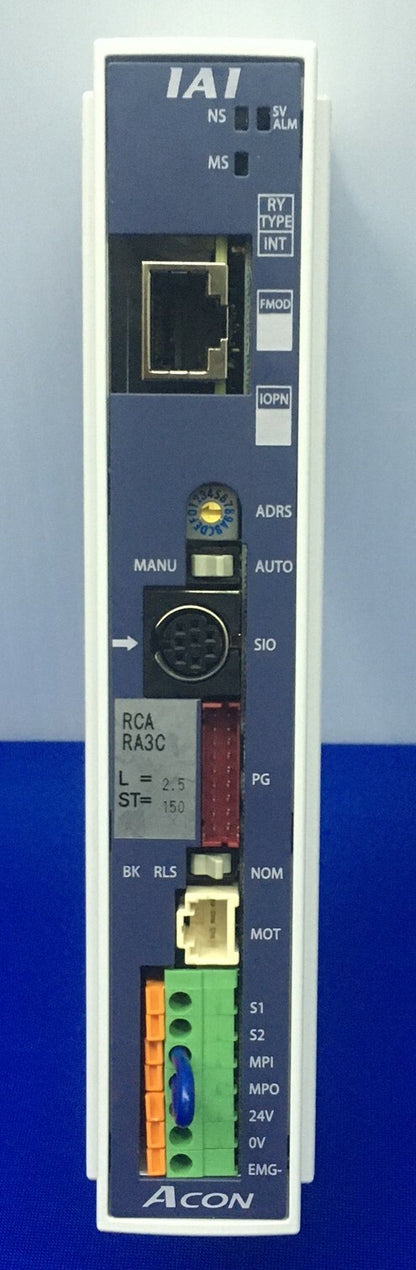 IAI
NS
SV
ALM
MS
RY
TYPE
INT
FMOD
IOPN
0123456789ABCDEF
ADRS
MANU AUTO
SIO
RCA
RA3C
L = 2.5
ST= 150
PG
BK RLS NOM
MOT
S1
S2
MPI
MPO
24V
0V
EMG-
ACON